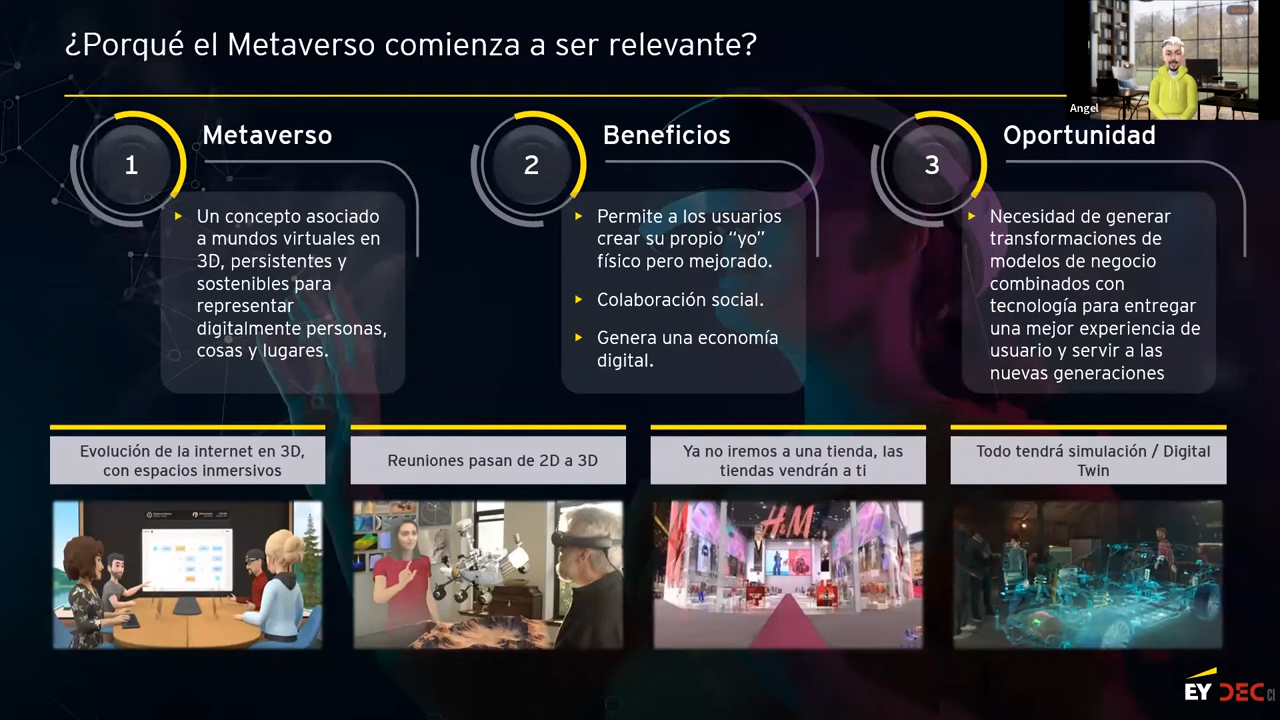 ¿Porqué el Metaverso comienza a ser relevante?
Angel
1
Metaverso
Un concepto asociado
a mundos virtuales en
3D, persistentes y
sostenibles para
representar
digitalmente personas,
cosas y lugares.
2
Beneficios
Permite a los usuarios
crear su propio “yo”
físico pero mejorado.
Colaboración social.
Genera una economía
digital.
3
Oportunidad
Necesidad de generar
transformaciones de
modelos de negocio
combinados con
tecnología para entregar
una mejor experiencia de
usuario y servir a las
nuevas generaciones
Evolución de la internet en 3D,
con espacios inmersivos
Reuniones pasan de 2D a 3D
Ya no iremos a una tienda, las
tiendas vendrán a ti
Todo tendrá simulación / Digital
Twin
H&M
EY DEC